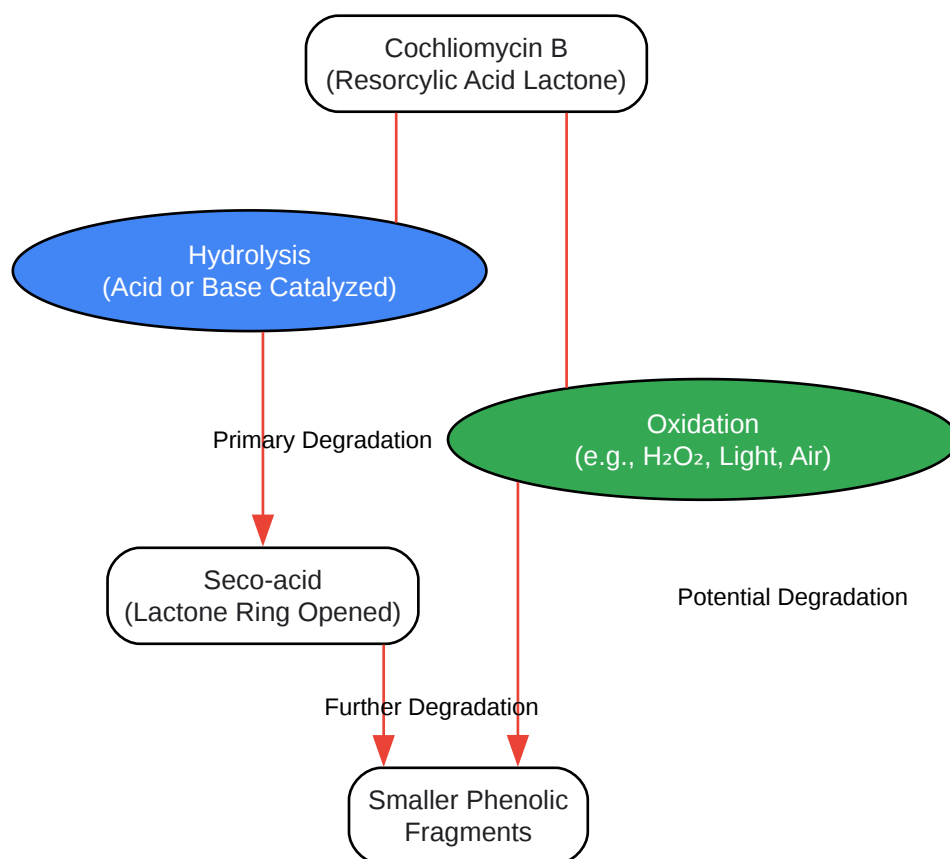 Cochliomycin B
(Resorcylic Acid Lactone)
Hydrolysis
(Acid or Base Catalyzed)
Oxidation
(e.g., H₂O₂, Light, Air)
Primary Degradation
Seco-acid
(Lactone Ring Opened)
Potential Degradation
Further Degradation
Smaller Phenolic
Fragments